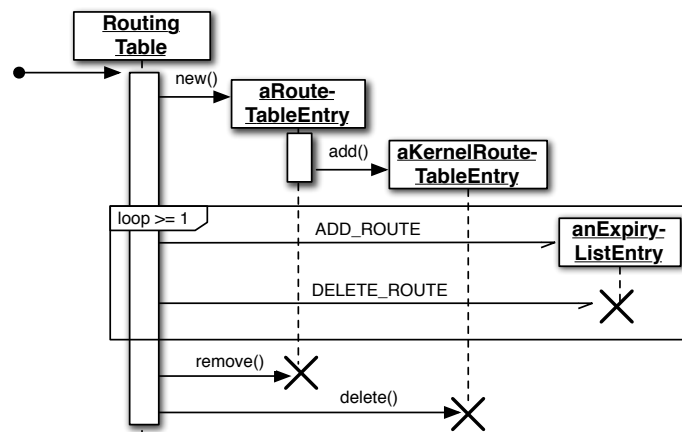 Routing
Table
new()
aRoute-
TableEntry
add()
aKernelRoute-
TableEntry
loop >= 1
ADD_ROUTE
anExpiry-
ListEntry
DELETE_ROUTE
remove()
delete()